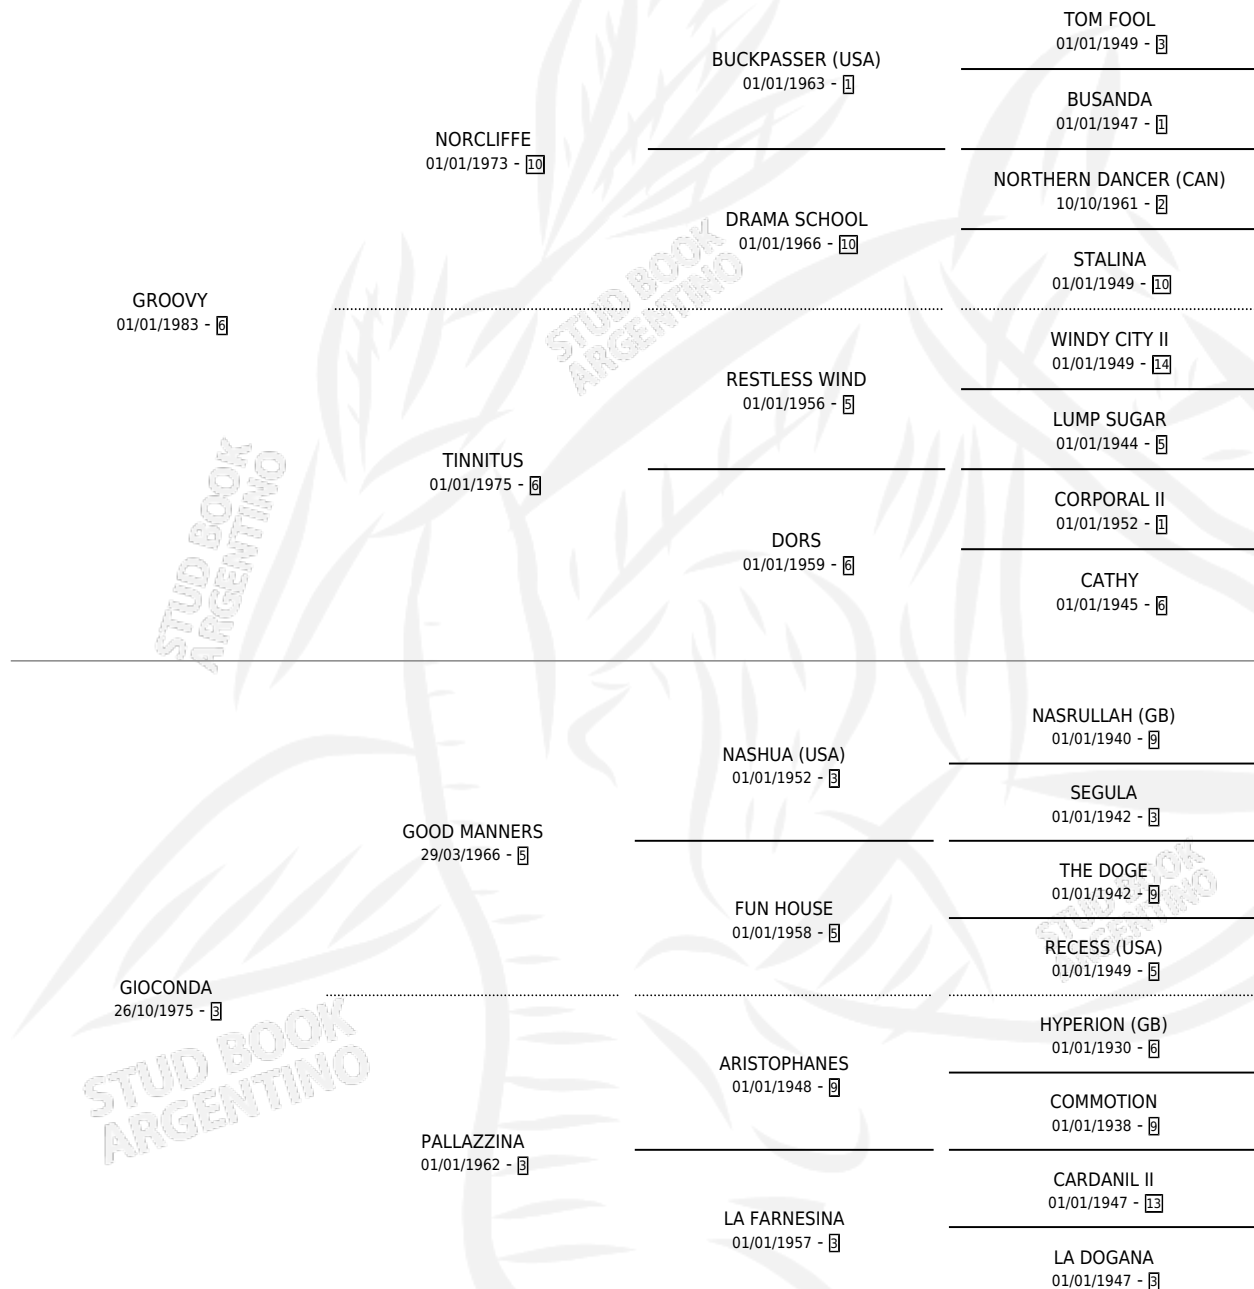 TOM FOOL
01/01/1949 - 3
BUCKPASSER (USA)
01/01/1963 - 1
BUSANDA
01/01/1947 - 1
NORCLIFFE
01/01/1973 - 10
NORTHERN DANCER (CAN)
10/10/1961 - 2
DRAMA SCHOOL
01/01/1966 - 10
STALINA
01/01/1949 - 10
GROOVY
01/01/1983 - 6
WINDY CITY II
01/01/1949 - 14
RESTLESS WIND
01/01/1956 - 5
LUMP SUGAR
01/01/1944 - 5
TINNITUS
01/01/1975 - 6
CORPORAL II
01/01/1952 - 1
DORS
01/01/1959 - 6
CATHY
01/01/1945 - 6
NASRULLAH (GB)
01/01/1940 - 9
NASHUA (USA)
01/01/1952 - 3
SEGULA
01/01/1942 - 3
GOOD MANNERS
29/03/1966 - 5
THE DOGE
01/01/1942 - 9
FUN HOUSE
01/01/1958 - 5
RECESS (USA)
01/01/1949 - 5
GIOCONDA
26/10/1975 - 3
HYPERION (GB)
01/01/1930 - 6
ARISTOPHANES
01/01/1948 - 9
COMMOTION
01/01/1938 - 9
PALLAZZINA
01/01/1962 - 3
CARDANIL II
01/01/1947 - 13
LA FARNESINA
01/01/1957 - 3
LA DOGANA
01/01/1947 - 3
STUD BOOK
ARGENTINO
STUD BOOK
ARGENTINO
STUD BOOK
ARGENTINO
STUD BOOK
ARGENTINO